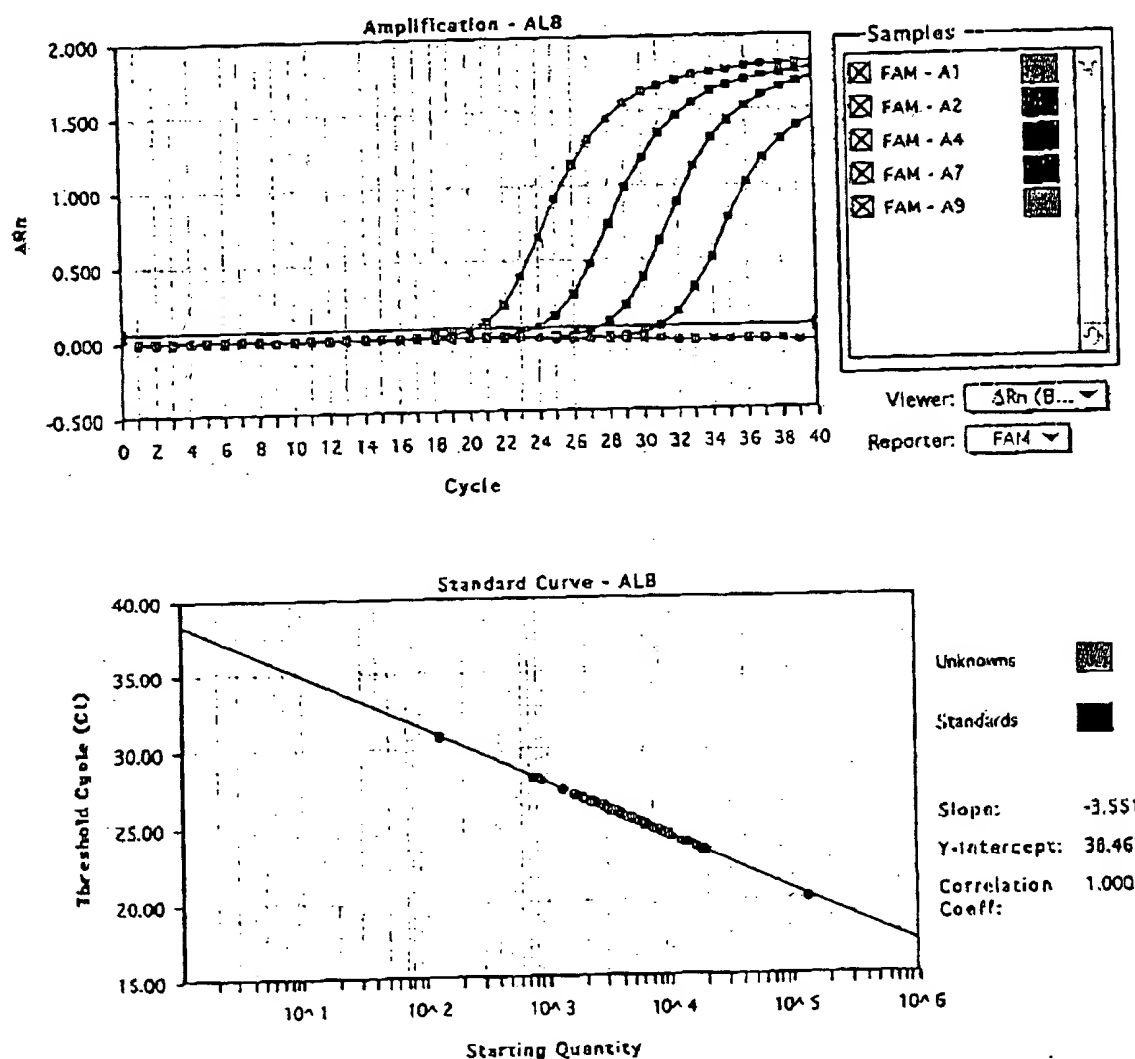 Amplification - ALB
2.000
1.500
1.000
0.500
0.000
-0.500
ΔRn
0 2 4 6 8 10 12 14 16 18 20 22 24 26 28 30 32 34 36 38 40
Cycle
Samples
FAM - A1
FAM - A2
FAM - A4
FAM - A7
FAM - A9
Viewer: ΔRn (B...
Reporter: FAM
Standard Curve - ALB
40.00
35.00
30.00
25.00
20.00
15.00
Threshold Cycle (Ct)
10^1 10^2 10^3 10^4 10^5 10^6
Starting Quantity
Unknowns
Standards
Slope: -3.551
Y-Intercept: 38.46
Correlation 1.000
Coeff: